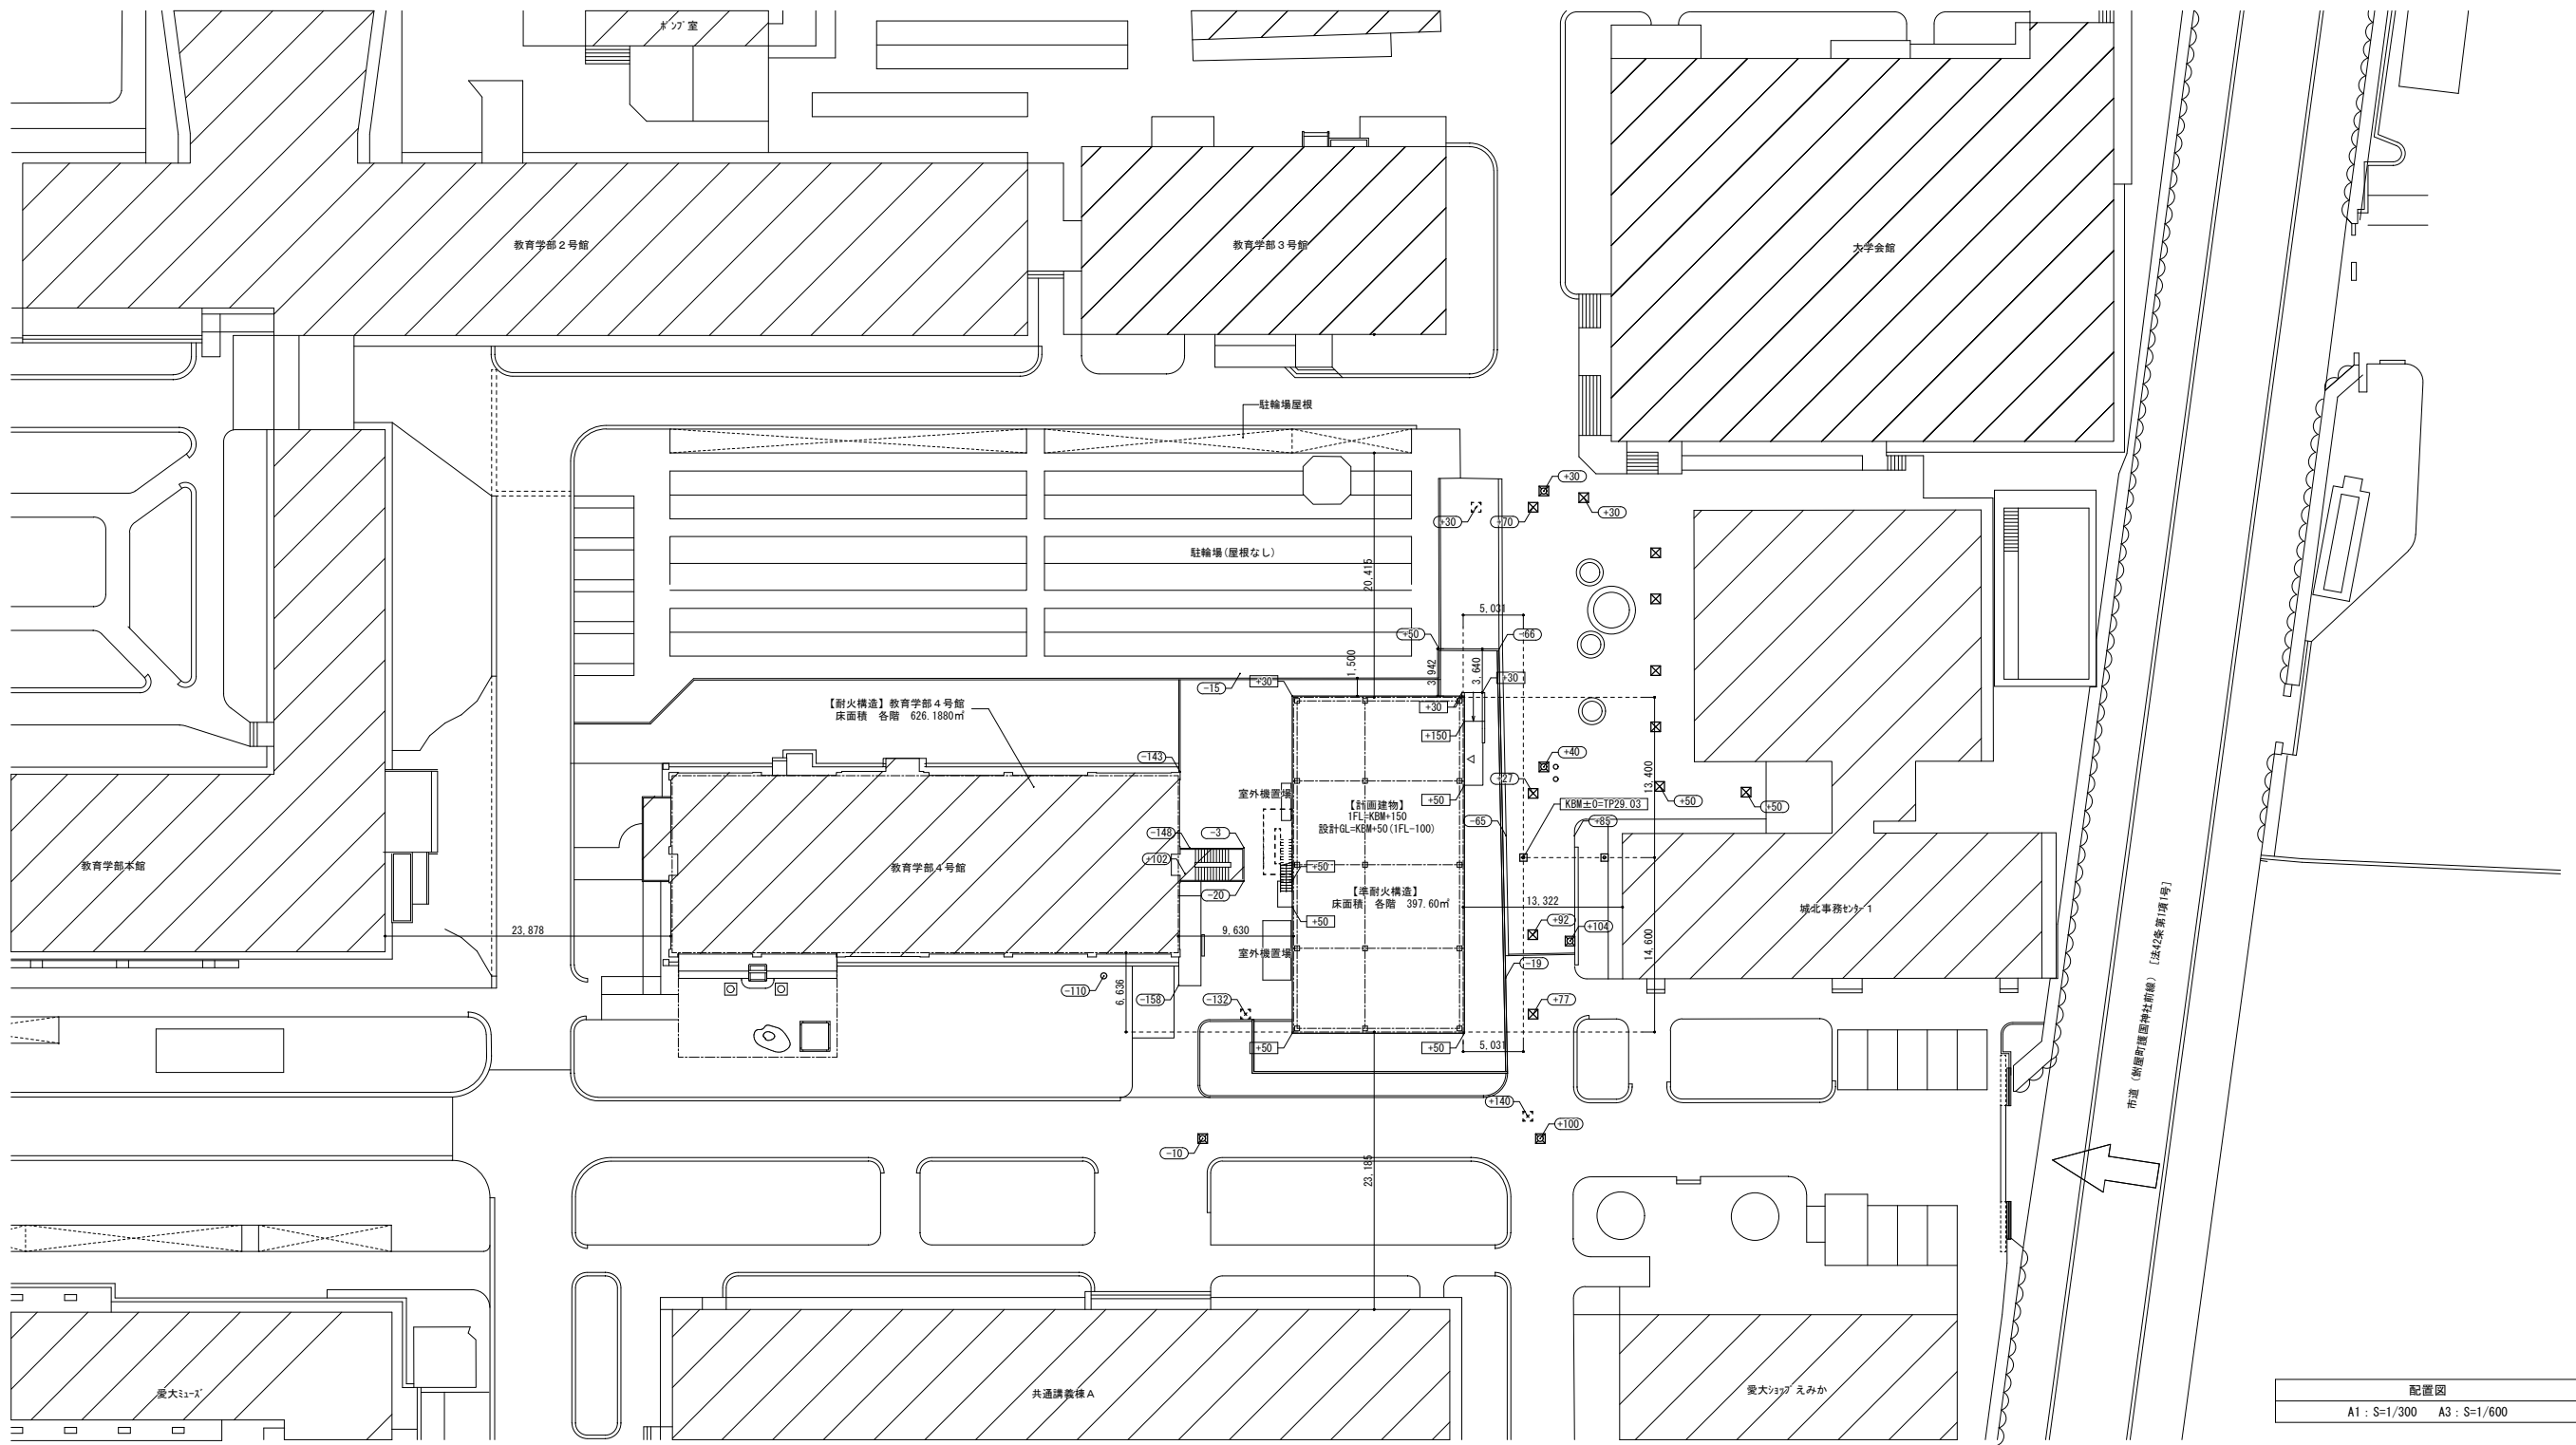 ﾎﾟﾝﾌﾟ室
教育学部２号館
教育学部３号館
大学会館
駐輪場屋根
+30
+30
+30
-70
駐輪場(屋根なし)
20,415
5,031
+50
-66
1,500
3,942
3,640
-15
+30
+30
+30
【耐火構造】教育学部４号館
床面積　各階　626.1880㎡
+150
-143
+40
-27
13,400
室外機置場
+50
+50
+50
【計画建物】
1FL=KBM+150
設計GL=KBM+50(1FL-100)
KBM±0=TP29.03
-65
+85
-148
-3
+102
+50
教育学部本館
教育学部４号館
-20
【準耐火構造】
床面積　各階　397.60㎡
13,322
城北事務ｾﾝﾀｰ1
+50
+92
+104
23,878
9,630
14,600
室外機置場
-19
-110
6,636
-158
-132
+77
+50
+50
5,031
市道（鮒屋町護国神社前線）［法42条第1項1号］
+140
+100
-10
23,185
愛大ﾐｭｰｽﾞ
共通講義棟Ａ
愛大ｼｮｯﾌﾟえみか
配置図
A1：S=1/300　A3：S=1/600